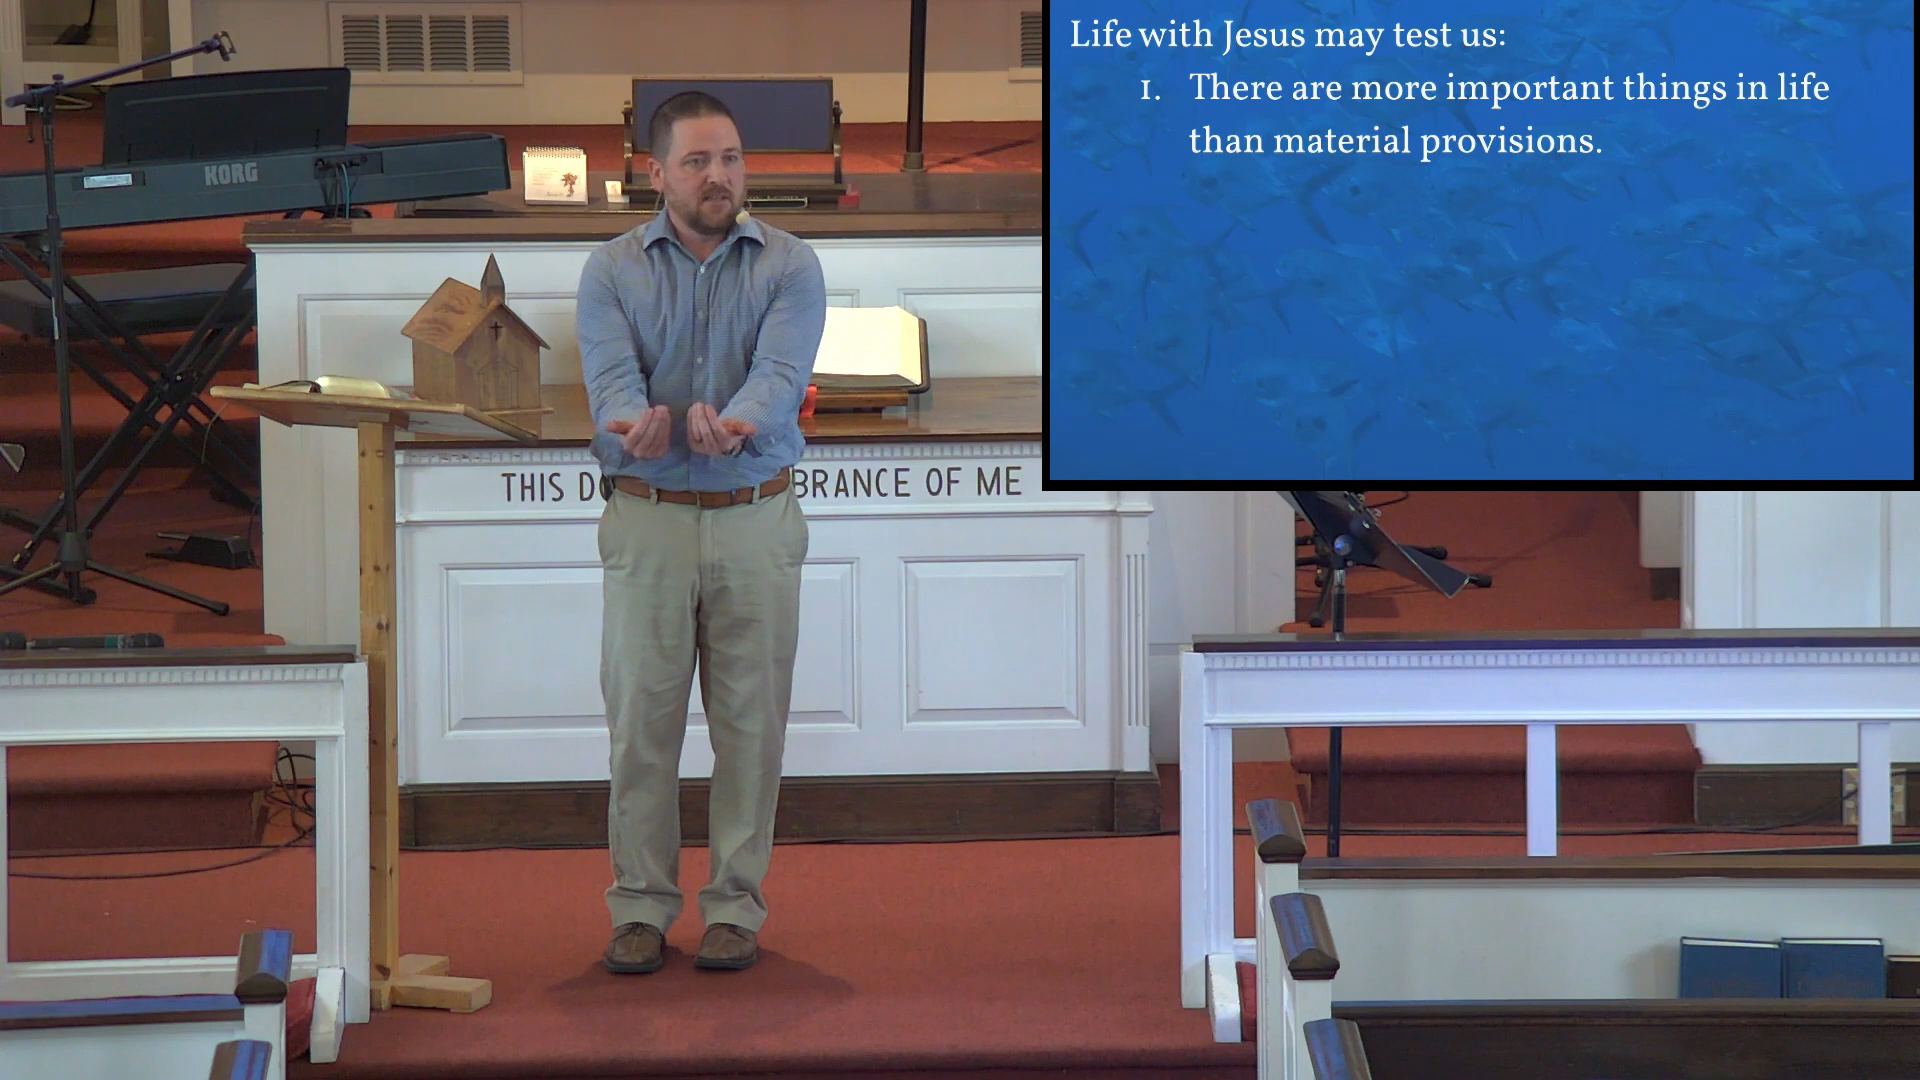 Life with Jesus may test us:
1. There are more important things in life
than material provisions.
KORG
THIS DO BRANCE OF ME